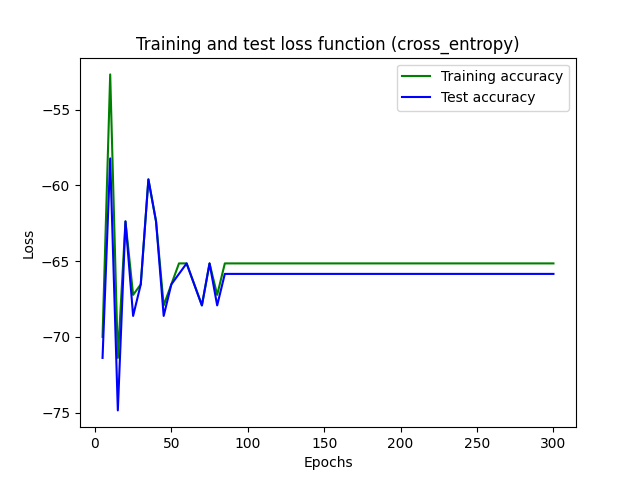 Training and test loss function (cross_entropy)
Training accuracy
Test accuracy
Loss
−55
−60
−65
−70
−75
0 50 100 150 200 250 300
Epochs